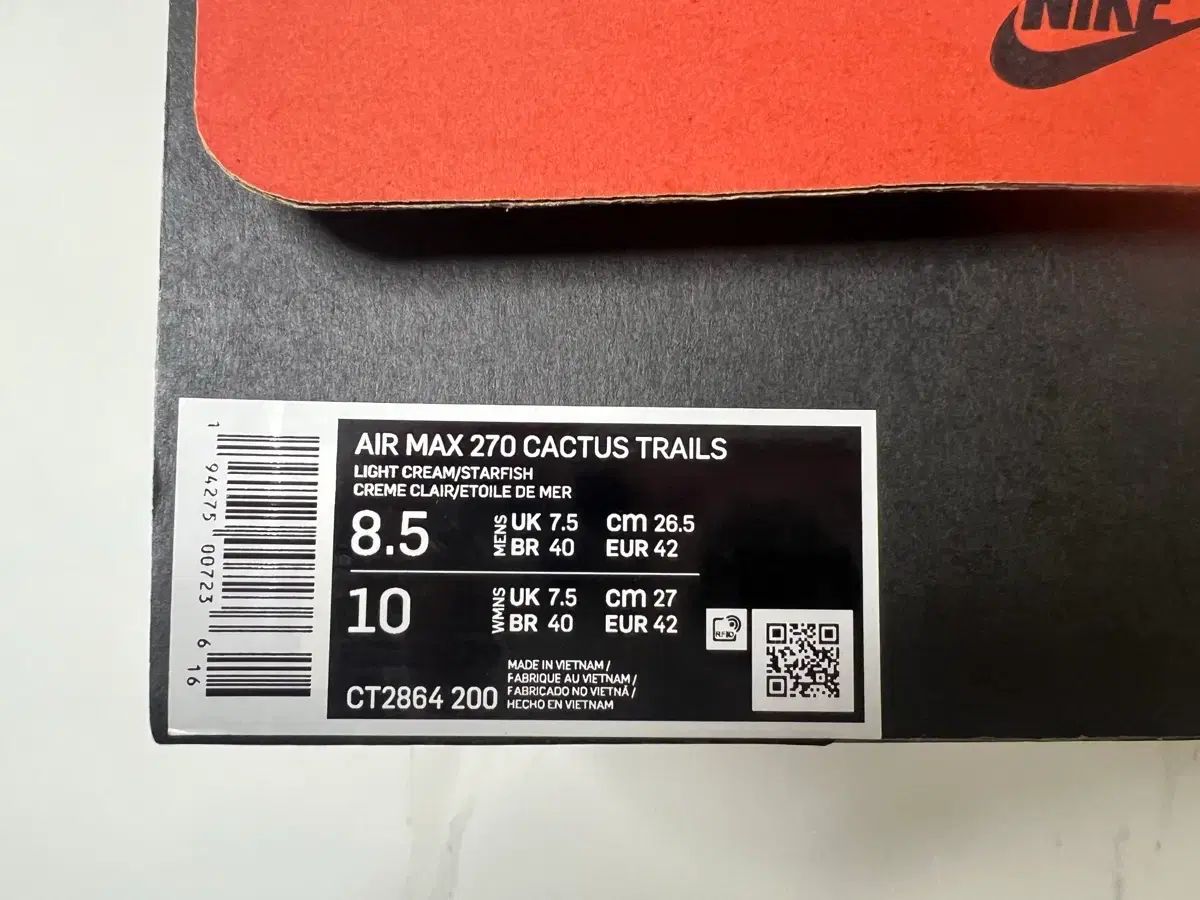 NIKE
AIR MAX 270 CACTUS TRAILS
LIGHT CREAM/STARFISH
CREME CLAIR/ETOILE DE MER
8.5 MENS UK 7.5 cm 26.5
BR 40 EUR 42
10 WMNS UK 7.5 cm 27
BR 40 EUR 42
RFID
MADE IN VIETNAM /
FABRIQUE AU VIETNAM /
FABRICADO NO VIETNÃ /
HECHO EN VIETNAM
CT2864 200
1 94275 00723 6 16